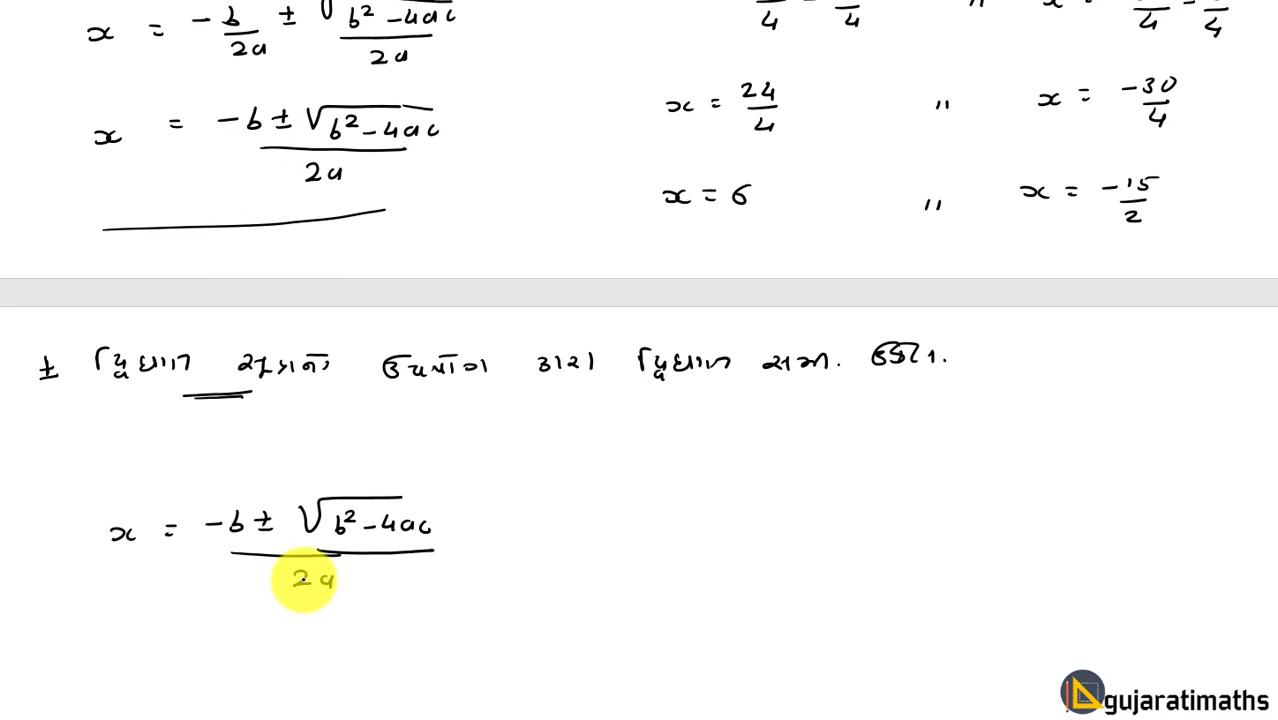 x = -b/2a ± √b²-4ac/2a
x = -b ± √b²-4ac / 2a
x = 24/4 ,, x = -30/4
x = 6 ,, x = -15/2
± દ્વિઘાત સૂત્રનો ઉપયોગ કરી દ્વિઘાત સમી. ઉકેલો.
x = -b ± √b²-4ac / 2a
gujaratimaths